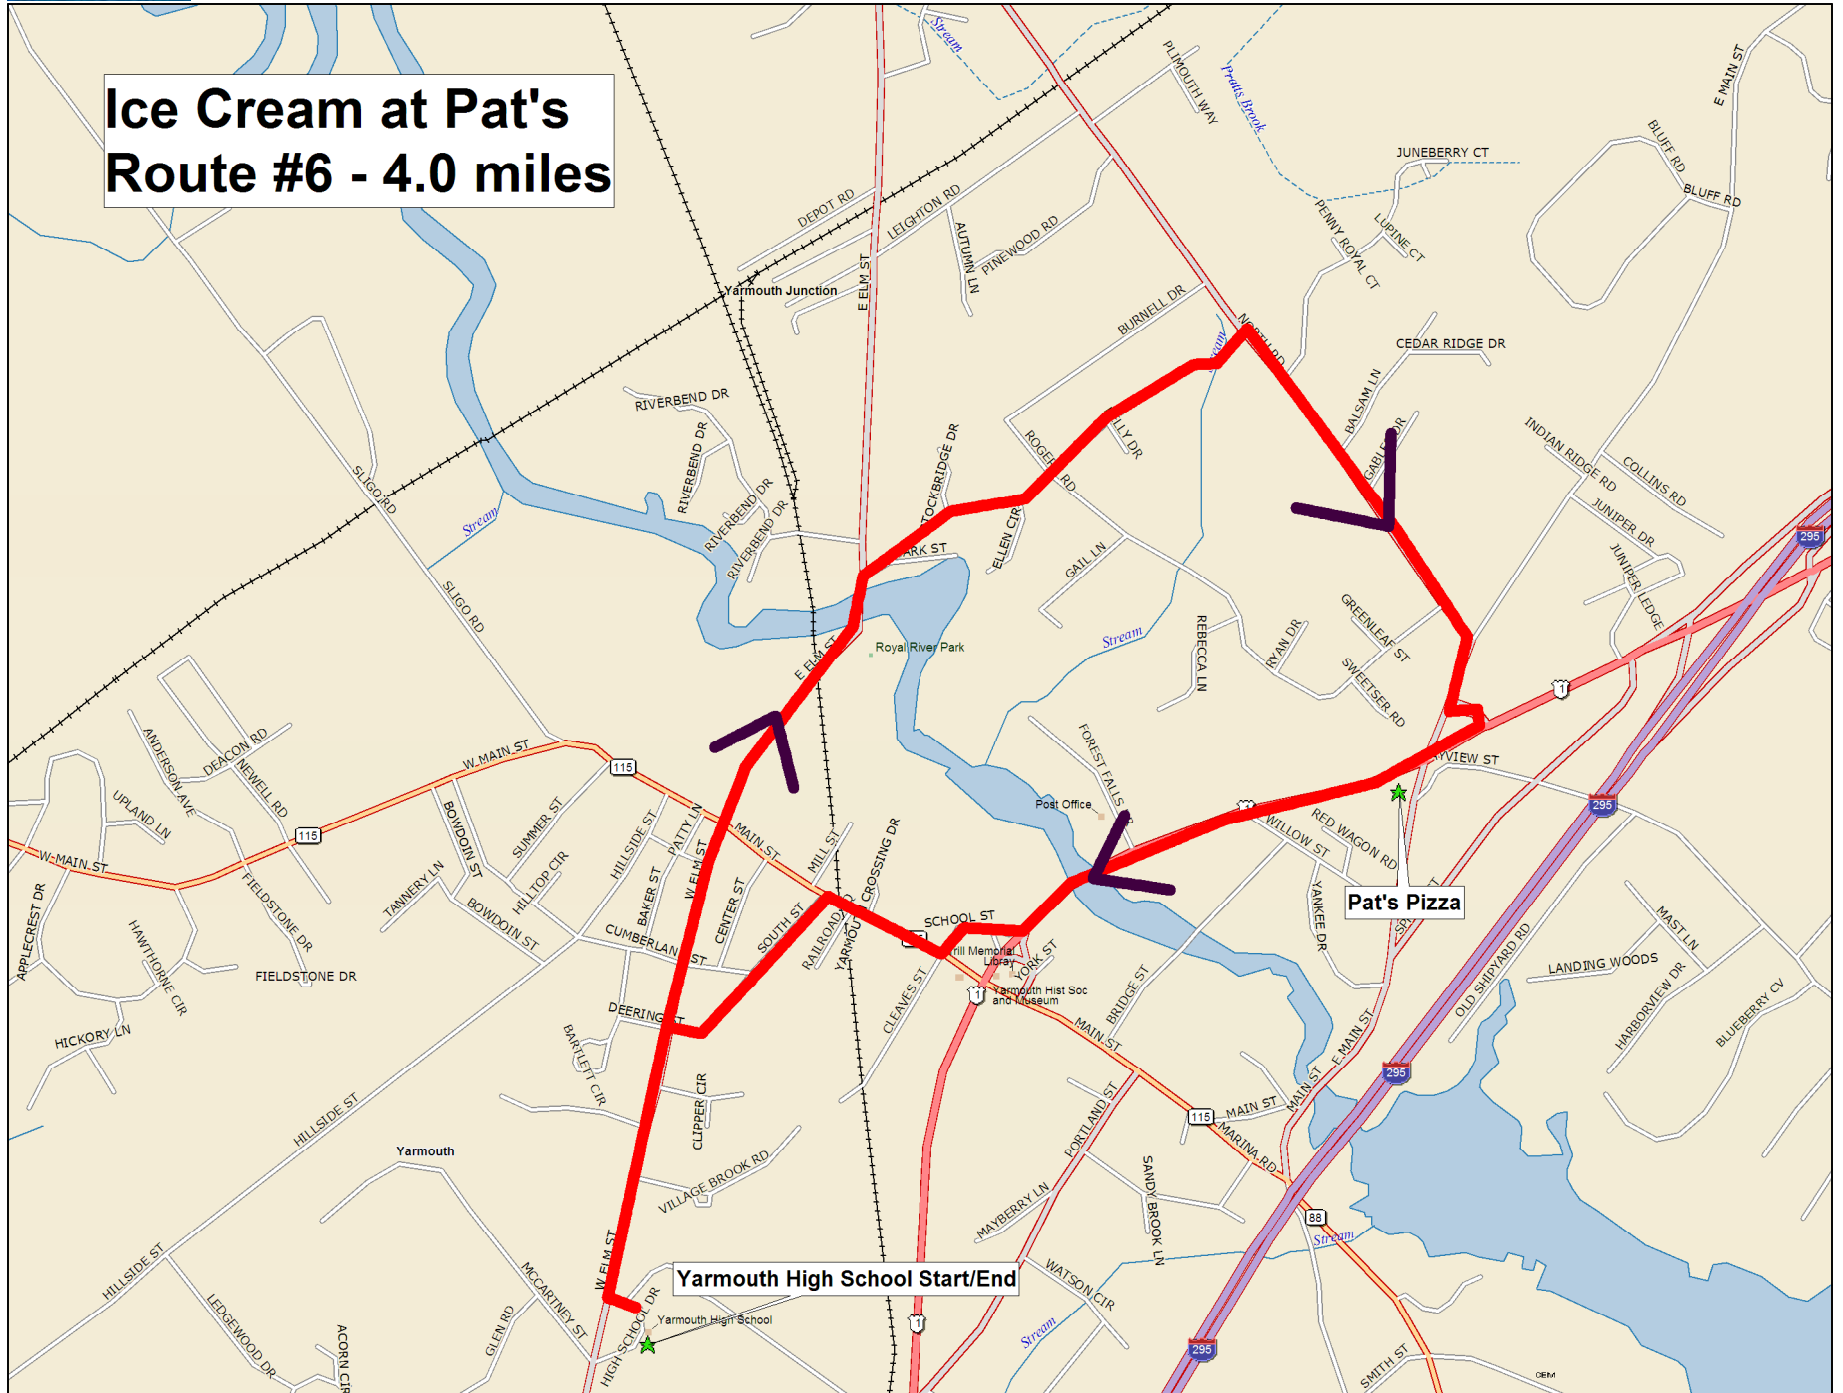 Ice Cream at Pat's
Route #6 - 4.0 miles
Stream
PLIMOUTH WAY
Pratts Brook
E MAIN ST
BLUFF RD
BLUFF RD
JUNEBERRY CT
LUPINE CT
PENNY ROYAL CT
DEPOT RD
LEIGHTON RD
AUTUMN LN
PINEWOOD RD
E ELM ST
Yarmouth Junction
BURNELL DR
NORTH RD
CEDAR RIDGE DR
BALSAM LN
RIVERBEND DR
RIVERBEND DR
RIVERBEND DR
RIVERBEND DR
INDIAN RIDGE RD
COLLINS RD
JUNIPER DR
JUNIPER LEDGE
295
SLIGO RD
Stream
SLIGO RD
ELLEN CIR
GAIL LN
GREENLEAF ST
SWEETSER RD
RYAN DR
REBECCA LN
Stream
E ELM ST
Royal River Park
1
FOREST FALLS
Post Office
WILLOW ST
RED WAGON RD
YANKEE DR
295
Pat's Pizza
ANDERSON AVE
DEACON RD
NEWELL RD
UPLAND LN
W MAIN ST
115
115
W MAIN ST
BOWDOIN ST
SUMMER ST
HILLSIDE ST
PATTY LN
MAIN ST
MILL ST
W ELM ST
BAKER ST
CENTER ST
HILLTOP CIR
TANNERY LN
BOWDOIN ST
FIELDSTONE DR
FIELDSTONE DR
APPLECREST DR
HAWTHORNE CIR
HICKORY LN
SOUTH ST
SCHOOL ST
YORK ST
Yarmouth Hist Soc
and Museum
1
CLEAVES ST
BRIDGE ST
MAIN ST
E MAIN ST
MAIN ST
OLD SHIPYARD RD
LANDING WOODS
MAST LN
HARBORVIEW DR
BLUEBERRY CV
295
BARTLETT CIR
CLIPPER CIR
HILLSIDE ST
Yarmouth
VILLAGE BROOK RD
PORTLAND ST
115
MAIN ST
MARINA RD
SANDY BROOK LN
MAYBERRY LN
88
Stream
W ELM ST
HILLSIDE ST
MCCARTNEY ST
Yarmouth High School Start/End
Yarmouth High School
HIGH SCHOOL DR
WATSON CIR
1
Stream
295
LEDGEWOOD DR
ACORN CIR
GLEN RD
SMITH ST